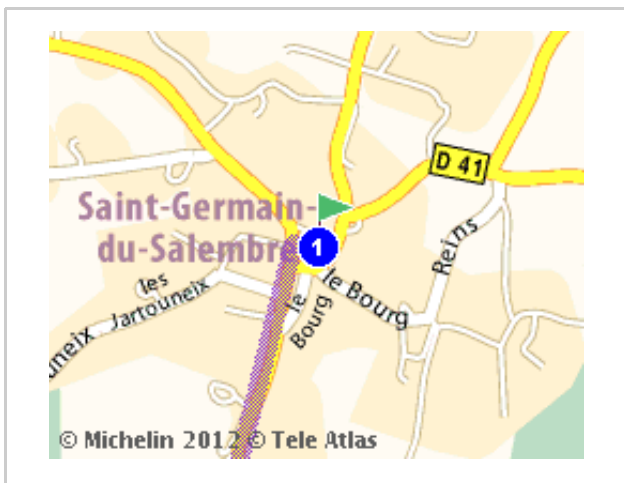 D 41
Saint-Germain-
du-Salembre
1
Reins
les
Jartouneix
le Bourg
le
Bourg
uneix
© Michelin 2012 © Tele Atlas